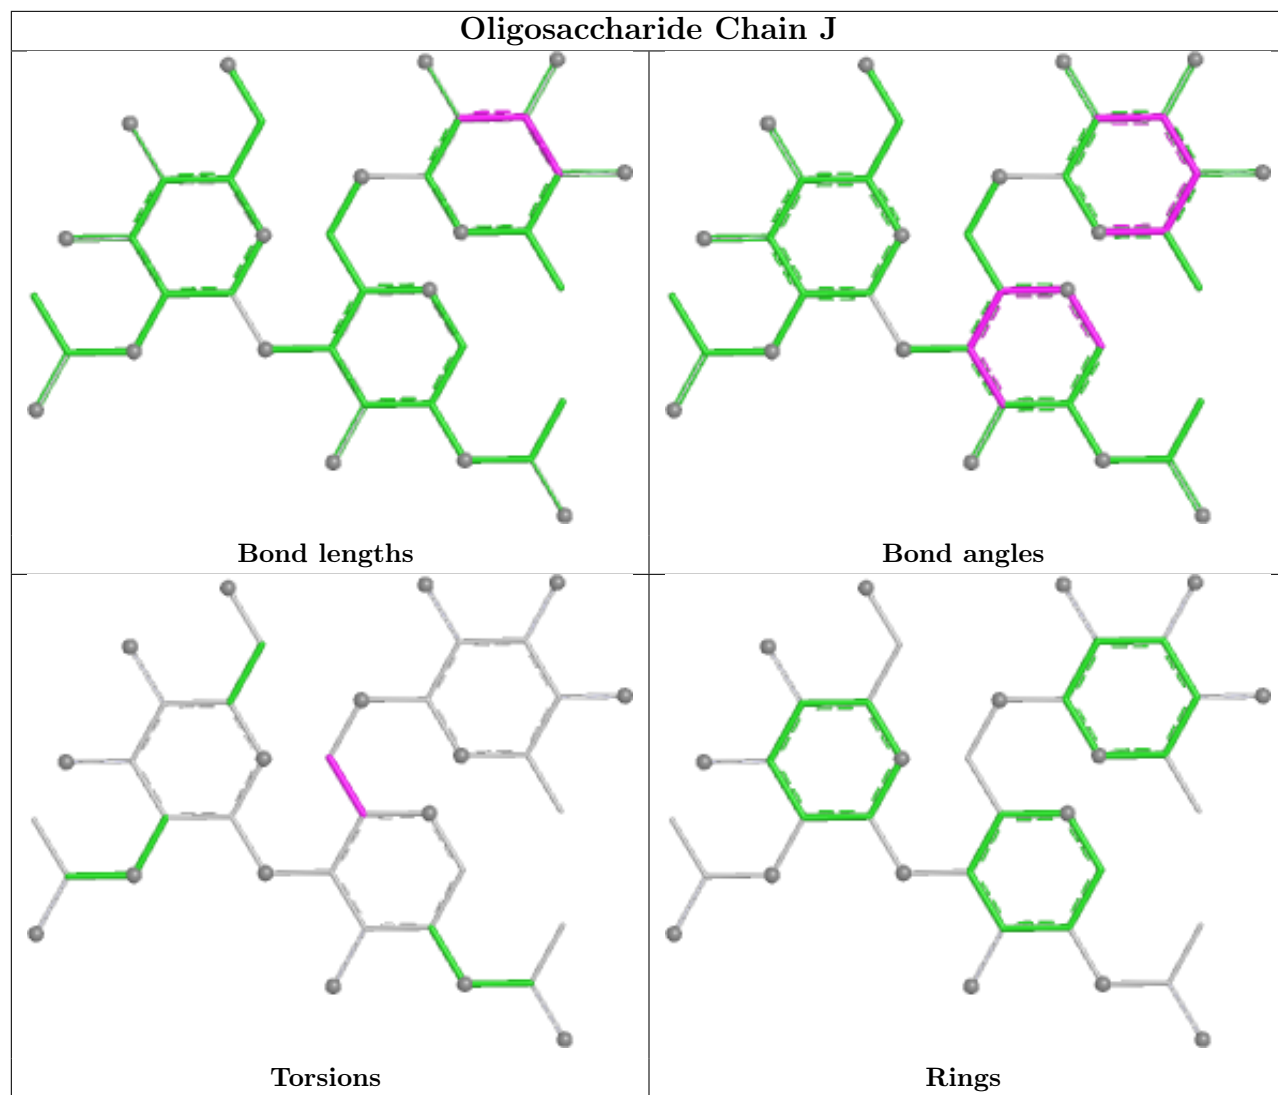 Oligosaccharide Chain J
Bond lengths
Bond angles
Torsions
Rings